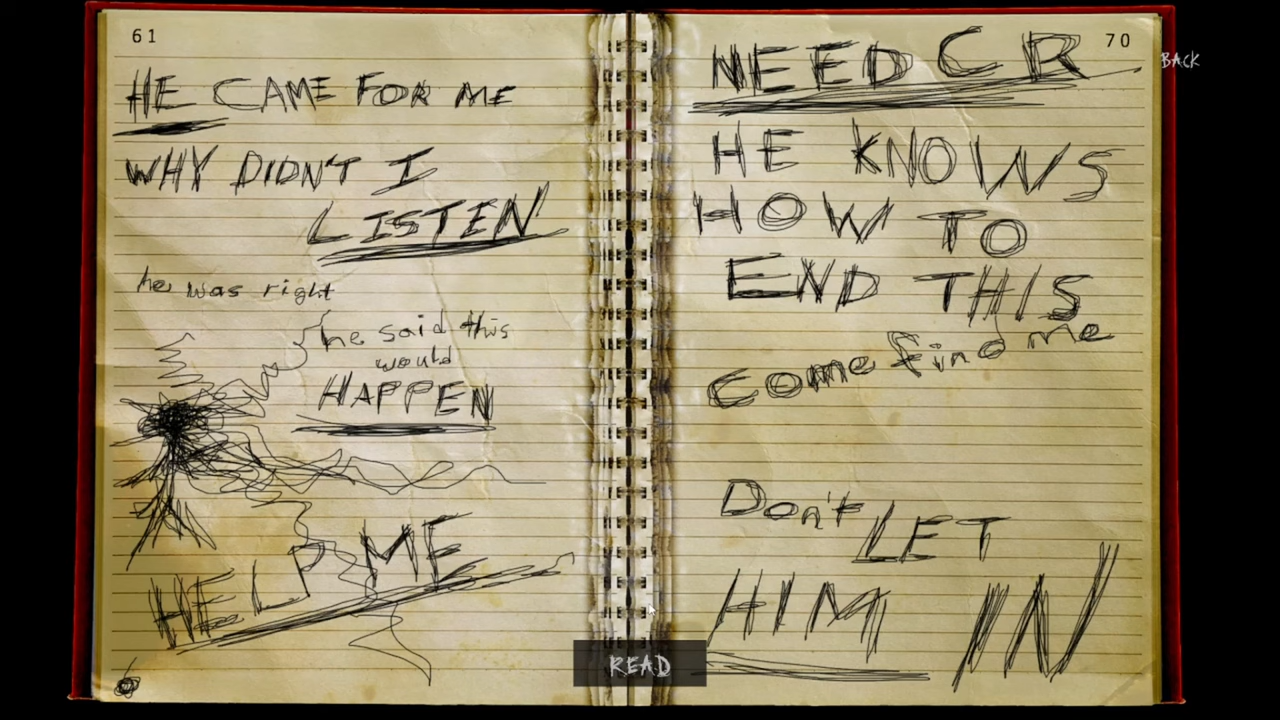 61
HE CAME FOR ME
WHY DIDN'T I
LISTEN
he was right
he said this
would
HAPPEN
HELP ME
70
NEED CR
HE KNOWS
HOW TO
END THIS
come find me
Don't LET
HIM IN
BACK
READ